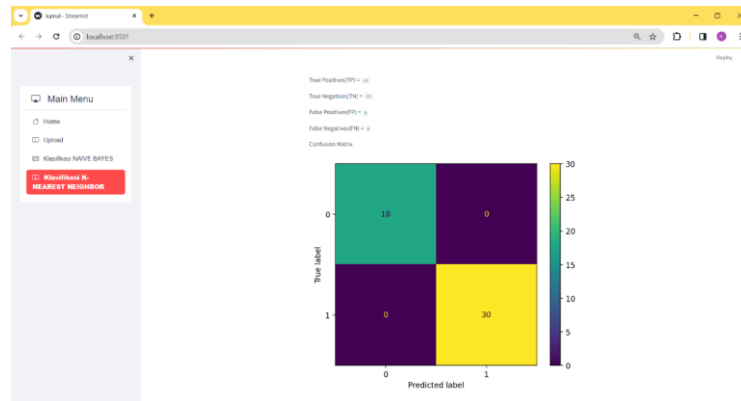 kamal · Streamlit
localhost:8501
Deploy
Main Menu
Home
Upload
Klasifikasi NAIVE BAYES
Klasifikasi K-
NEAREST NEIGHBOR
True Positives(TP) =
True Negatives(TN) =
False Positives(FP) =
False Negatives(FN) =
Confusion Matrix
True label
0
1
18
0
0
30
0
1
Predicted label
30
25
20
15
10
5
0